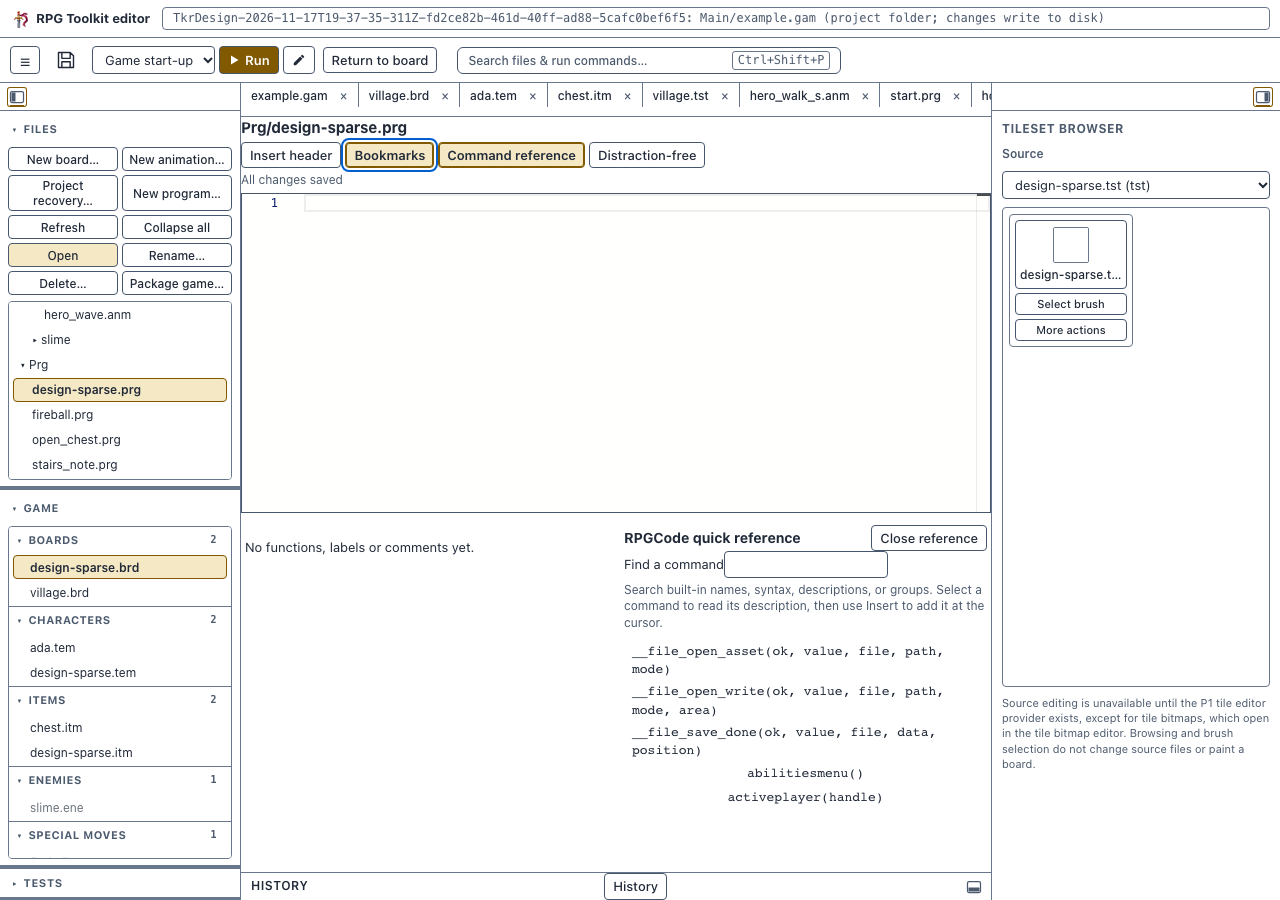 RPG Toolkit editor
TkrDesign-2026-11-17T19-37-35-311Z-fd2ce82b-461d-40ff-ad88-5cafc0bef6f5: Main/example.gam (project folder; changes write to disk)
Game start-up
Run
Return to board
Search files & run commands...
Ctrl+Shift+P
example.gam ×
village.brd ×
ada.tem ×
chest.itm ×
village.tst ×
hero_walk_s.anm ×
start.prg ×
FILES
New board...
New animation...
Project recovery...
New program...
Refresh
Collapse all
Open
Rename...
Delete...
Package game...
hero_wave.anm
slime
Prg
design-sparse.prg
fireball.prg
open_chest.prg
stairs_note.prg
GAME
BOARDS 2
design-sparse.brd
village.brd
CHARACTERS 2
ada.tem
design-sparse.tem
ITEMS 2
chest.itm
design-sparse.itm
ENEMIES 1
slime.ene
SPECIAL MOVES 1
TESTS
Prg/design-sparse.prg
Insert header
Bookmarks
Command reference
Distraction-free
All changes saved
1
No functions, labels or comments yet.
RPGCode quick reference
Close reference
Find a command
Search built-in names, syntax, descriptions, or groups. Select a
command to read its description, then use Insert to add it at the
cursor.
__file_open_asset(ok, value, file, path,
mode)
__file_open_write(ok, value, file, path,
mode, area)
__file_save_done(ok, value, file, data,
position)
abilitiesmenu()
activeplayer(handle)
HISTORY
History
TILESET BROWSER
Source
design-sparse.tst (tst)
design-sparse.t...
Select brush
More actions
Source editing is unavailable until the P1 tile editor
provider exists, except for tile bitmaps, which open
in the tile bitmap editor. Browsing and brush
selection do not change source files or paint a
board.